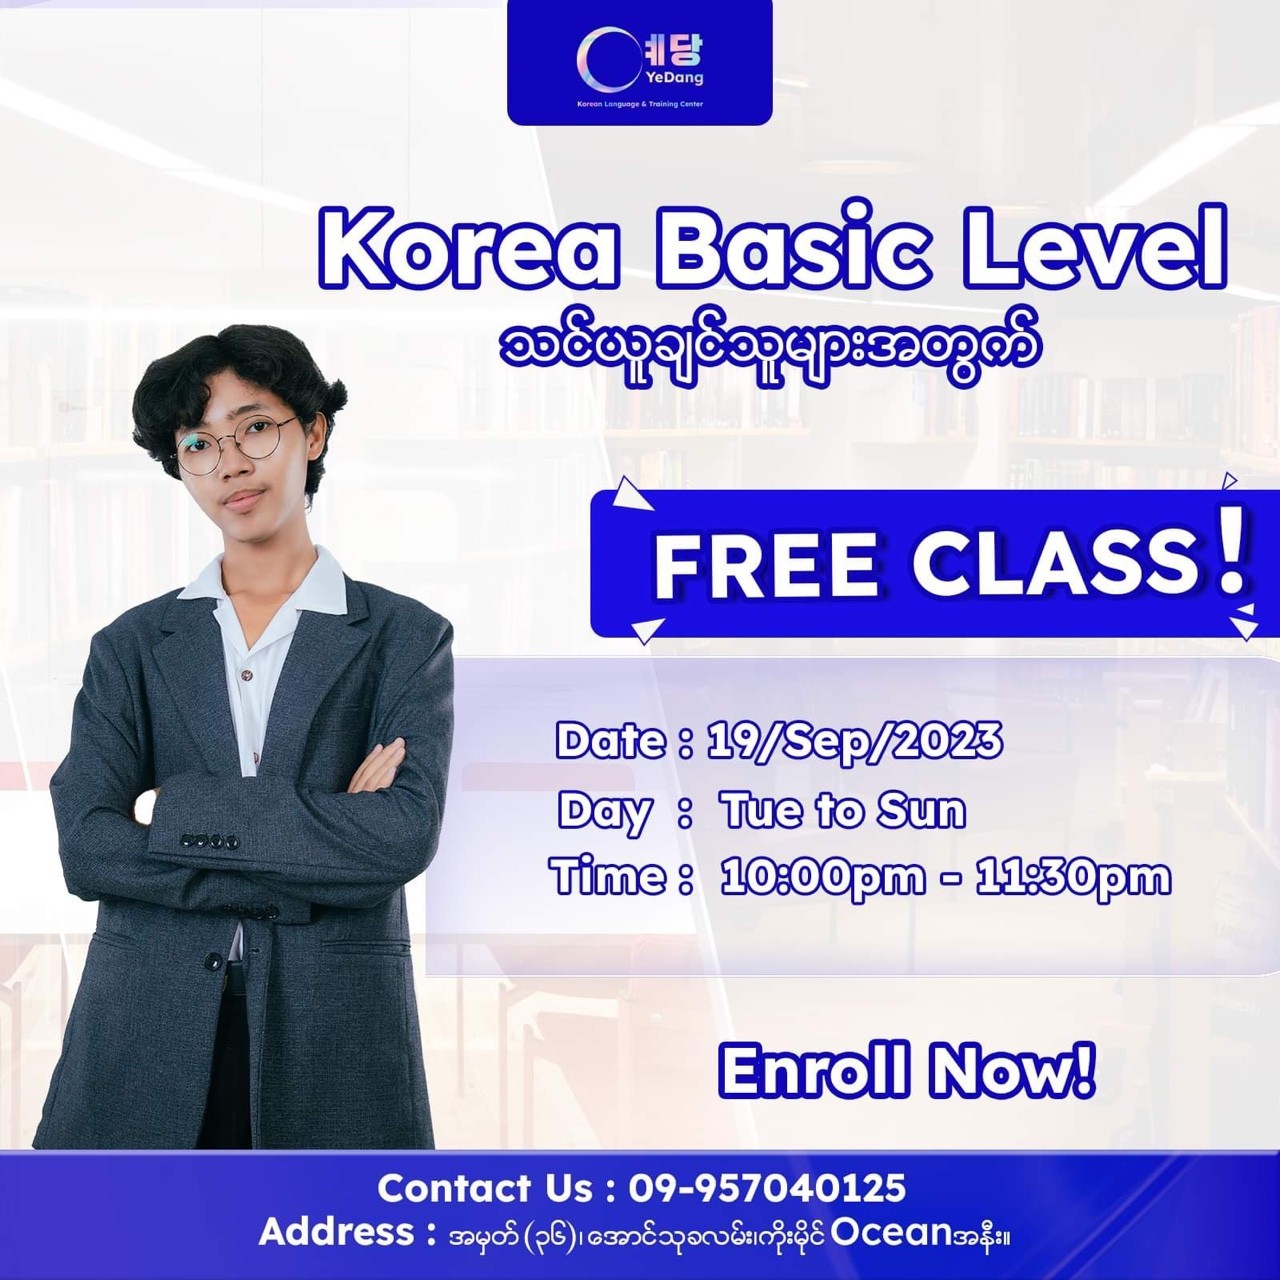 예당
YeDang
Korean Language & Training Center
Korea Basic Level
သင်ယူချင်သူများအတွက်
FREE CLASS!
Date : 19/Sep/2023
Day : Tue to Sun
Time : 10:00pm - 11:30pm
Enroll Now!
Contact Us : 09-957040125
Address : အမှတ်(၃၆)၊အောင်သုခလမ်း၊ကိုးမိုင် Oceanအနီး။